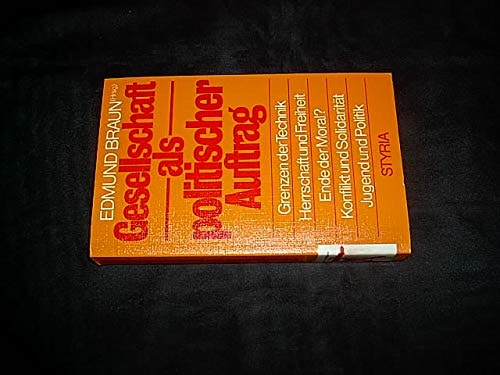 EDMUND BRAUN (Hrsg.)
Gesellschaft
als
politischer
Auftrag
Grenzen der Technik
Herrschaft und Freiheit
Ende der Moral?
Konflikt und Solidarität
Jugend und Politik
STYRIA